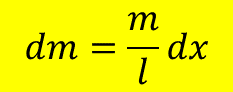 dm = m/l dx